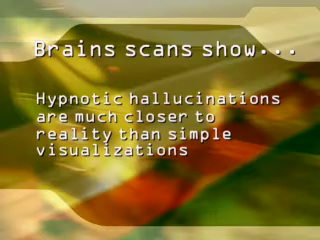 Brains scans show...
Hypnotic hallucinations
are much closer to
reality than simple
visualizations